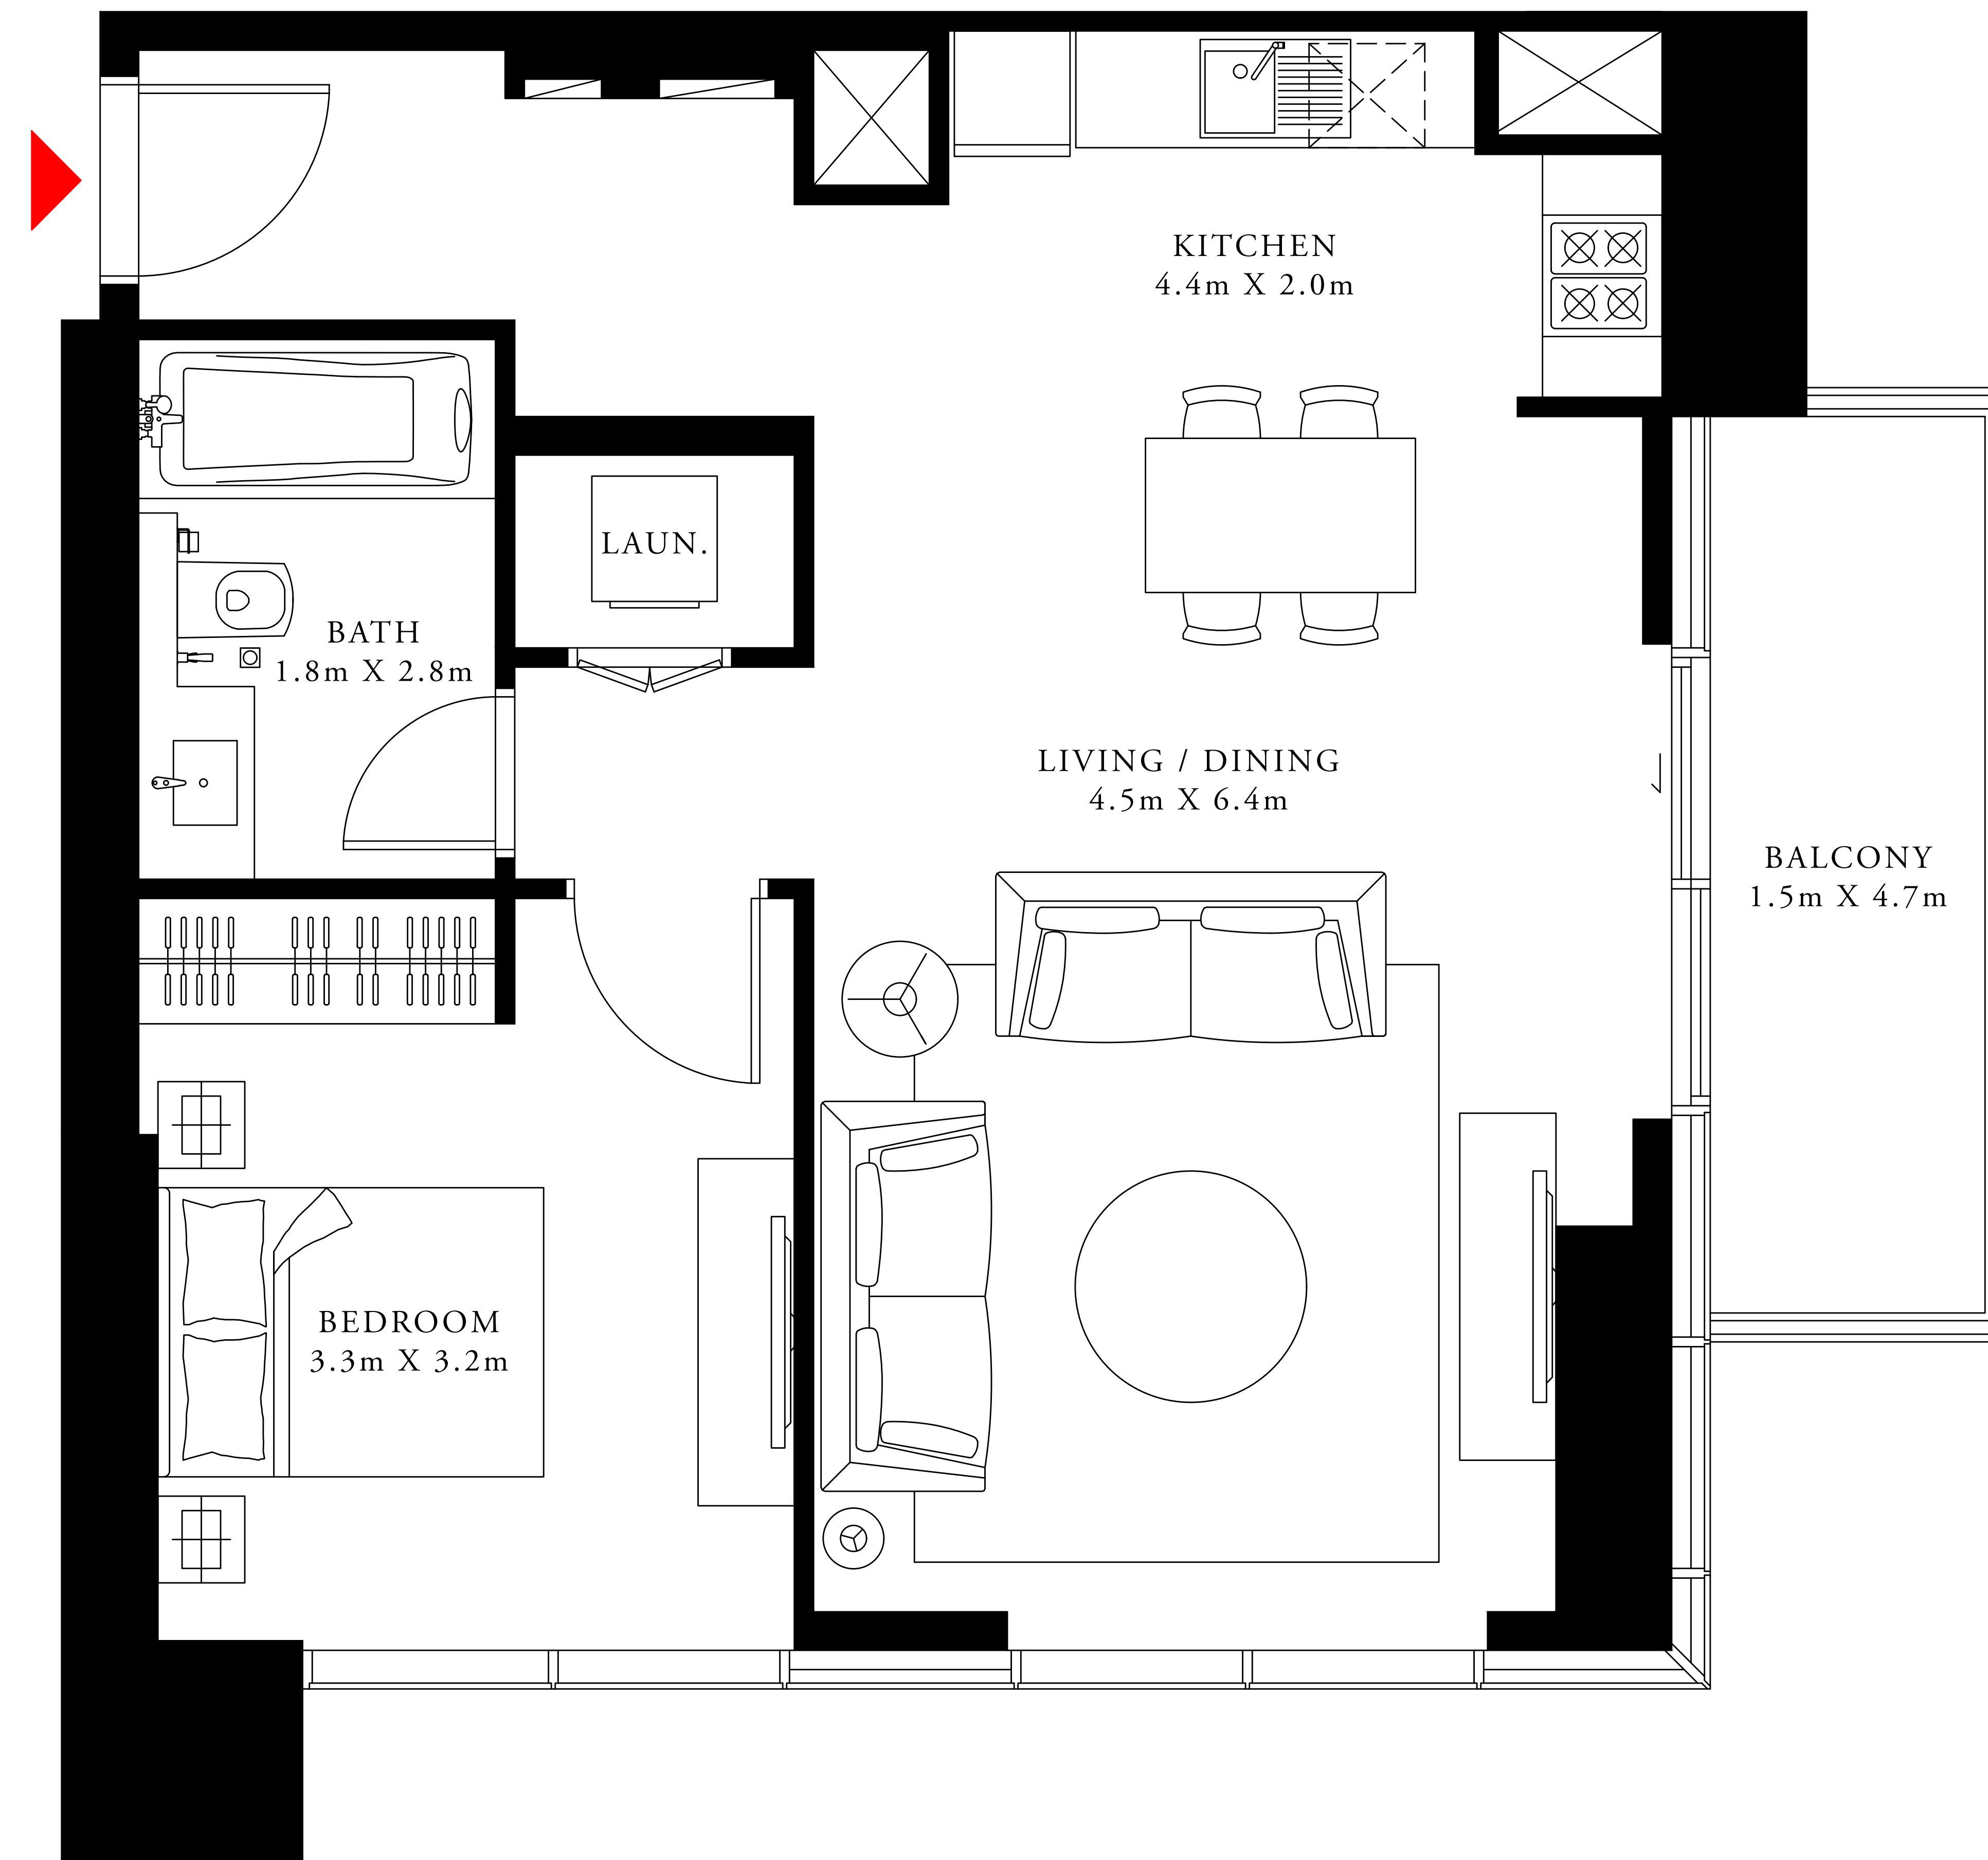 KITCHEN
4.4m X 2.0m
LAUN.
BATH
1.8m X 2.8m
LIVING / DINING
4.5m X 6.4m
BALCONY
1.5m X 4.7m
BEDROOM
3.3m X 3.2m